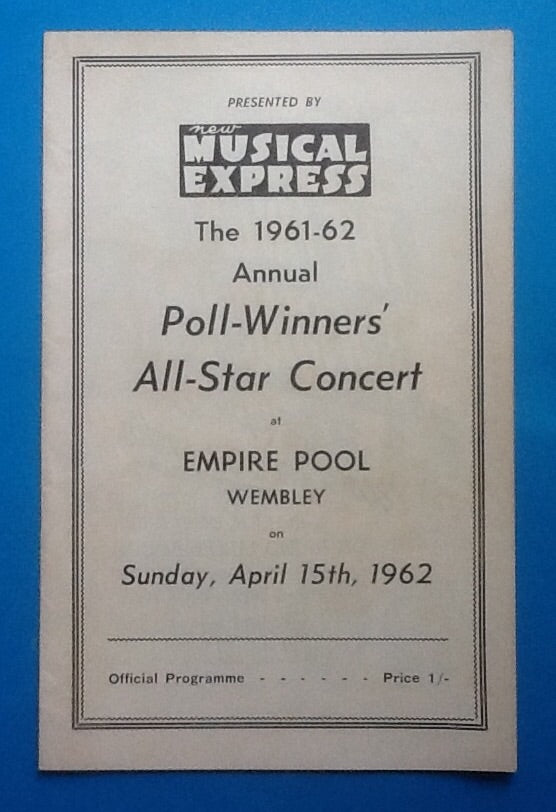 PRESENTED BY
new
MUSICAL
EXPRESS
The 1961-62
Annual
Poll-Winners'
All-Star Concert
at
EMPIRE POOL
WEMBLEY
on
Sunday, April 15th, 1962
Official Programme - - - - - - Price 1/-